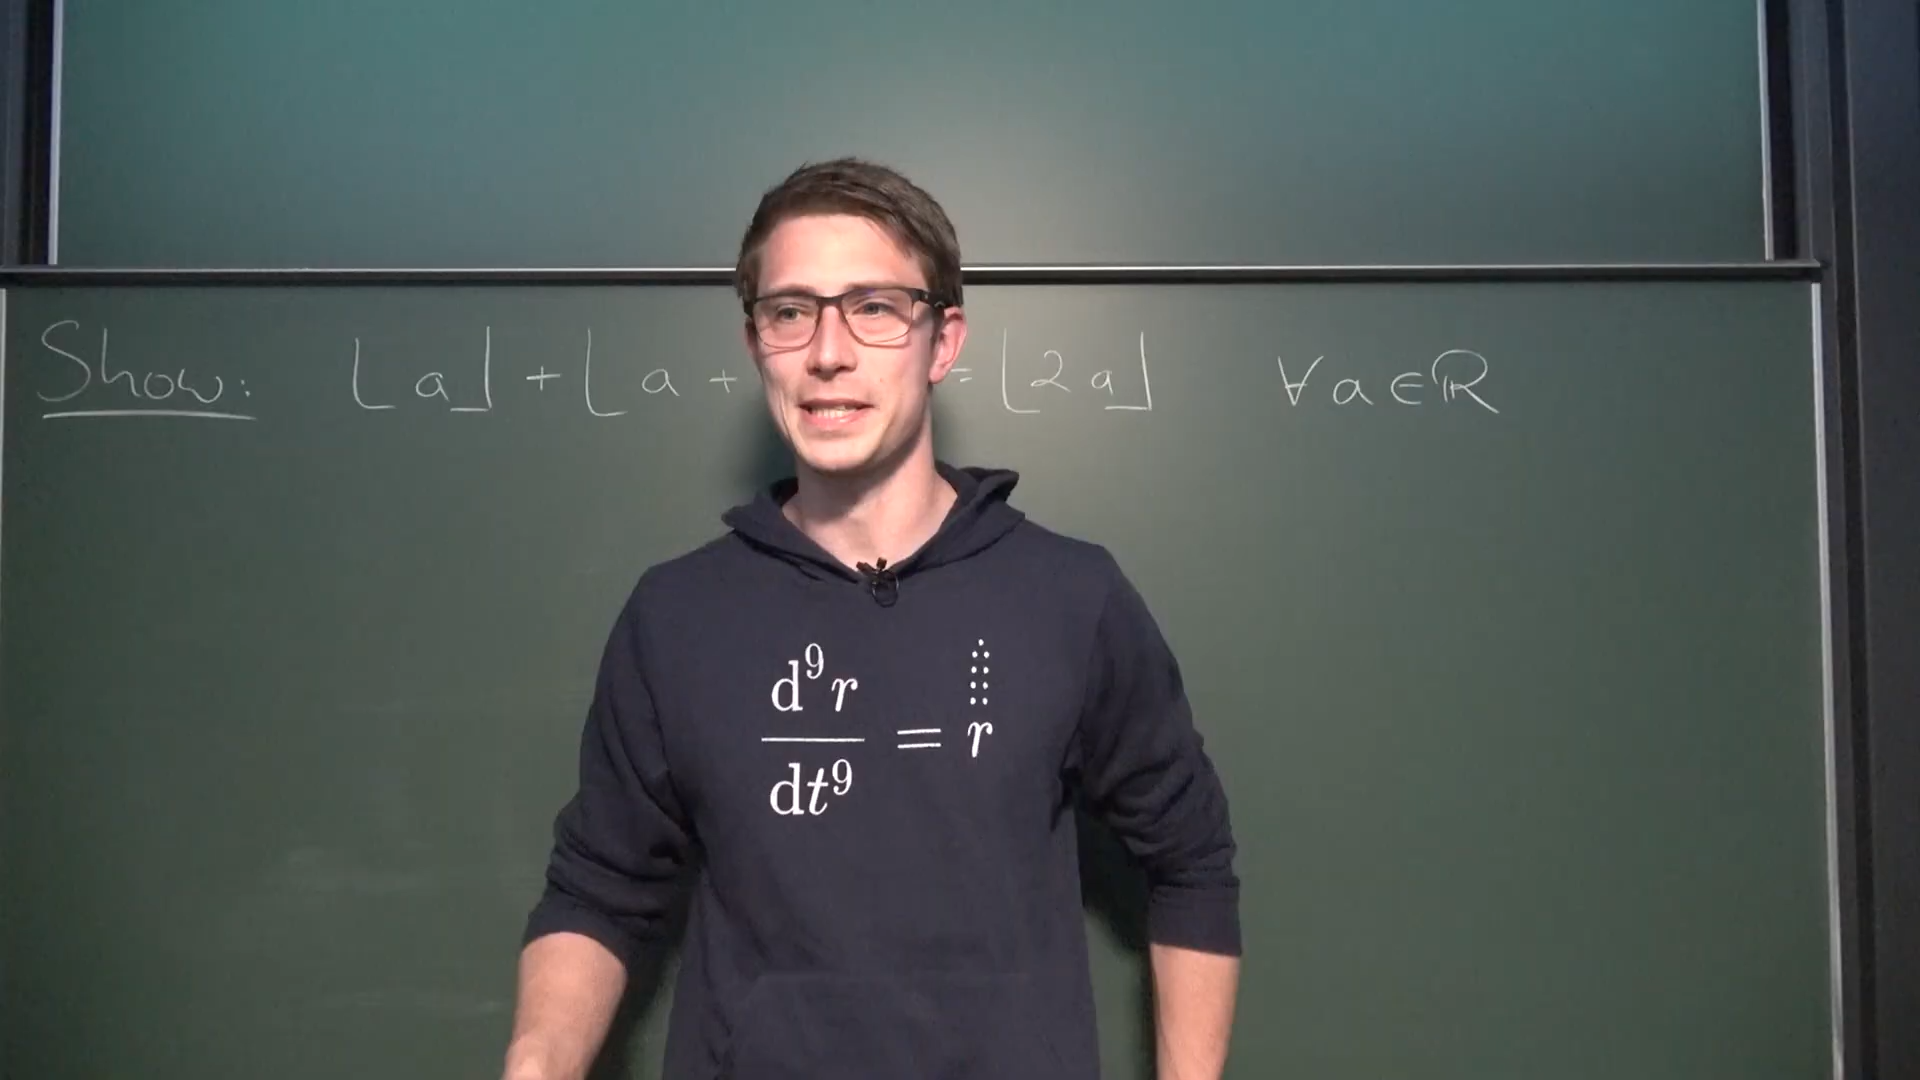 Show: ⌊a⌋ + ⌊a + = ⌊2a⌋ ∀ a ∈ ℝ
d⁹r/dt⁹ = r